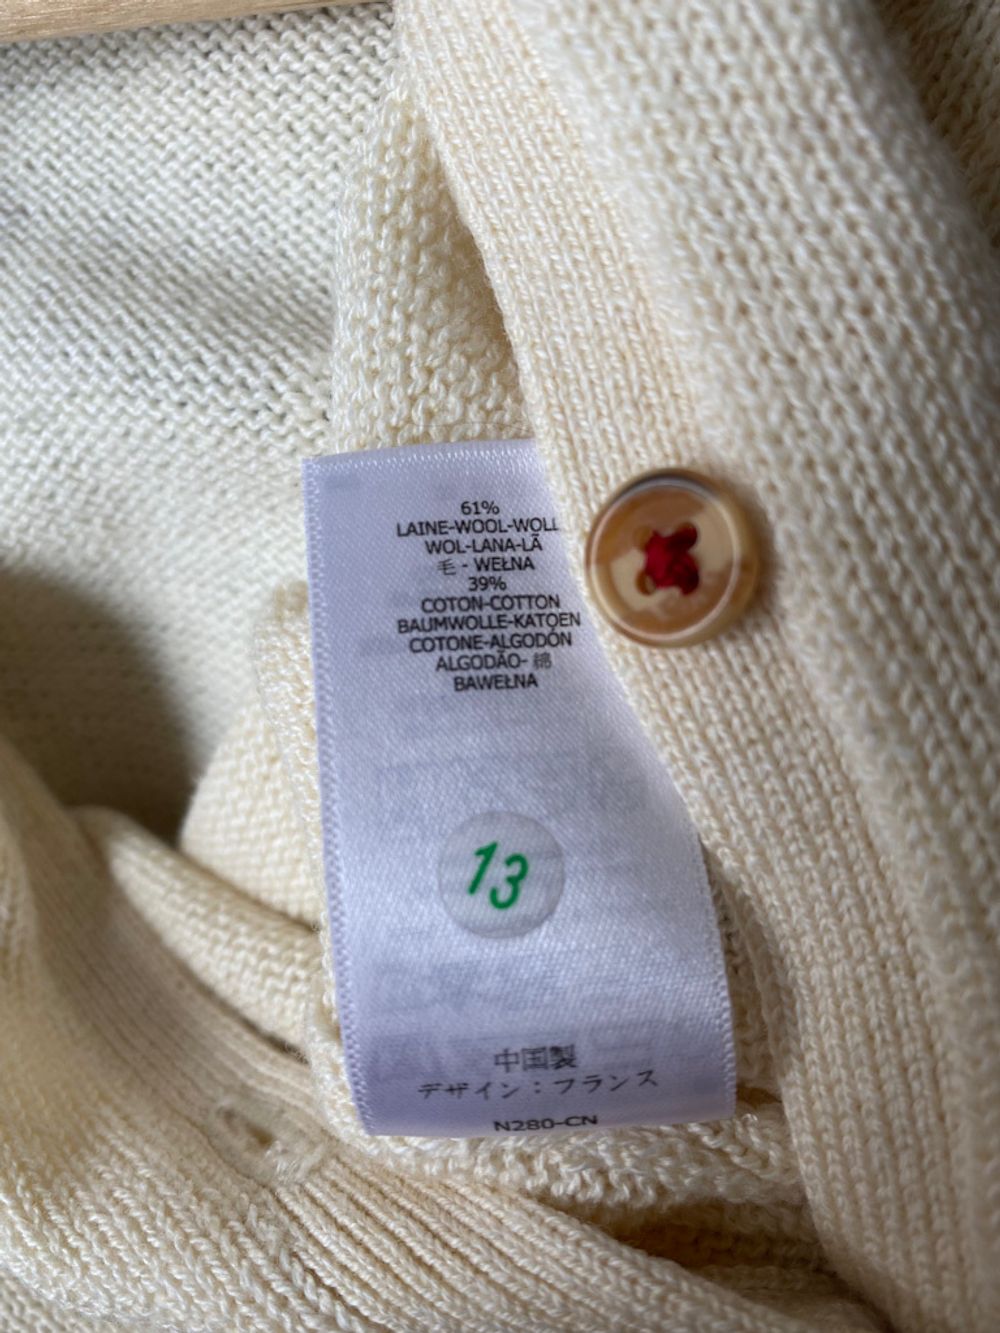 61%
LAINE-WOOL-WOLL
WOL-LANA-LÃ
毛 - WEŁNA
39%
COTON-COTTON
BAUMWOLLE-KATOEN
COTONE-ALGODÓN
ALGODÃO- 綿
BAWEŁNA
13
中国製
デザイン：フランス
N280-CN